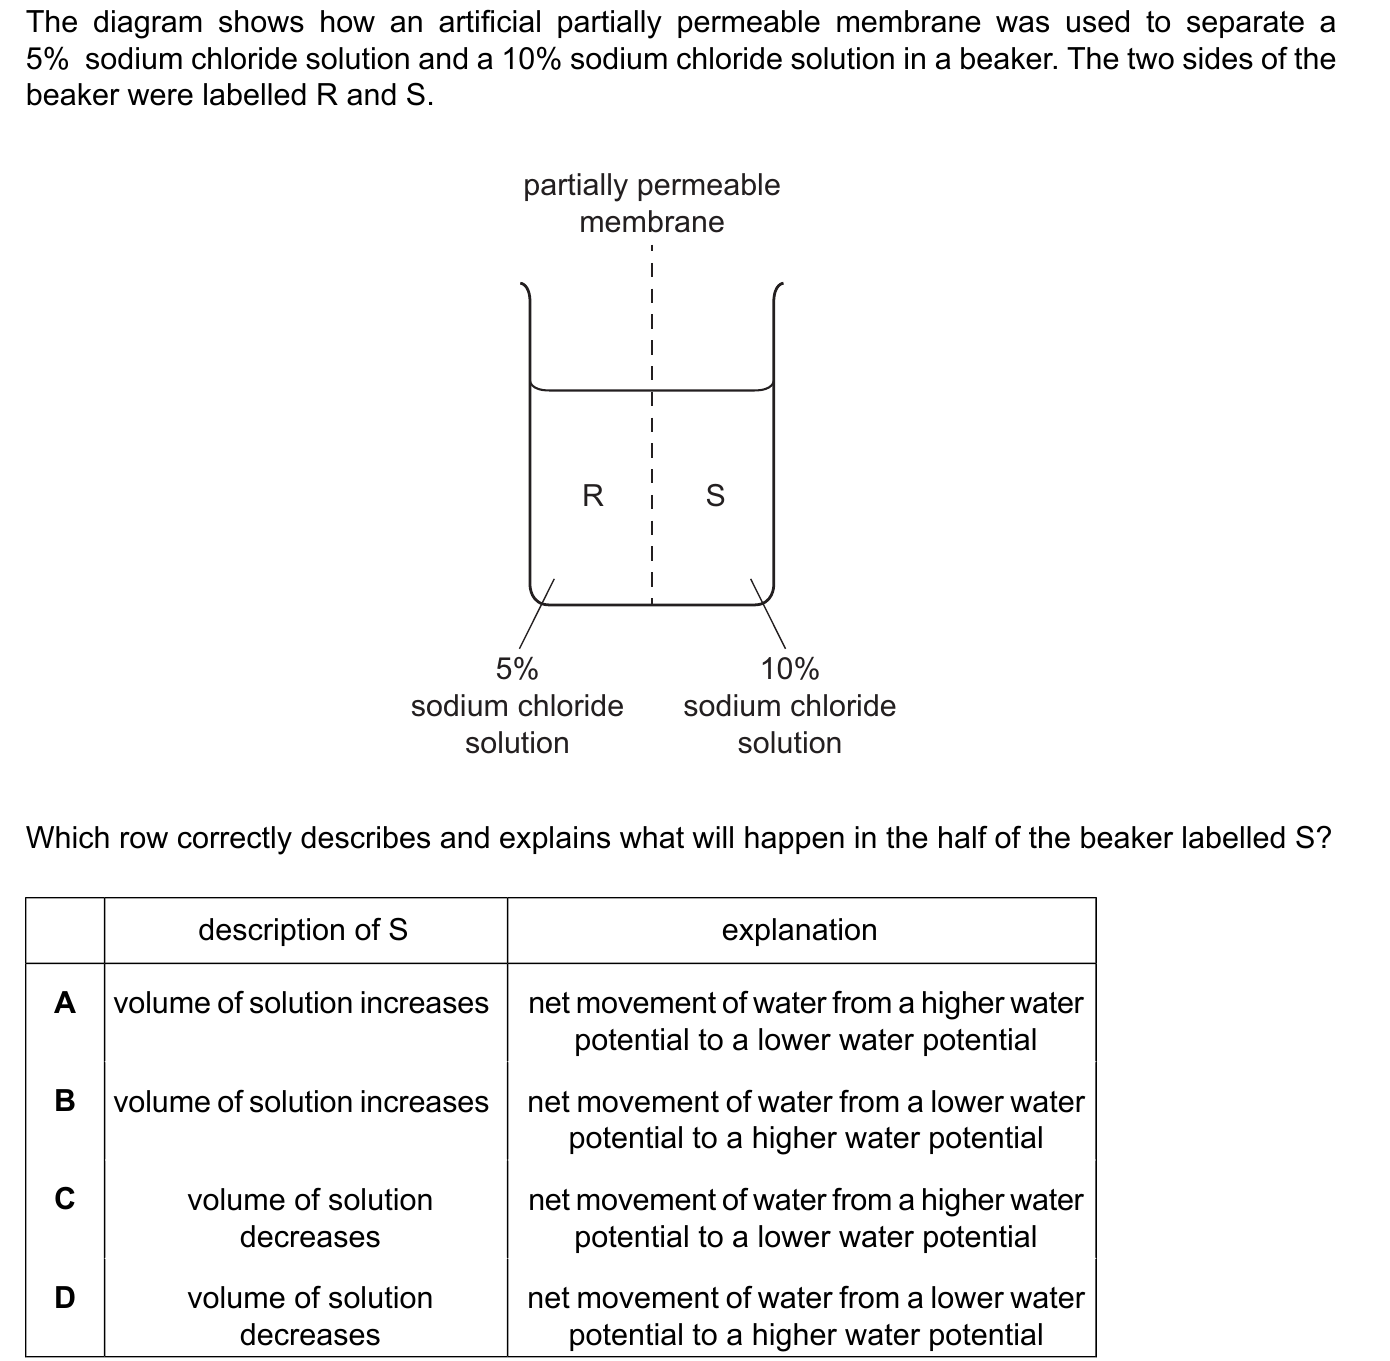 The diagram shows how an artificial partially permeable membrane was used to separate a
5% sodium chloride solution and a 10% sodium chloride solution in a beaker. The two sides of the
beaker were labelled R and S.
partially permeable
membrane
R S
5% 10%
sodium chloride sodium chloride
solution solution
Which row correctly describes and explains what will happen in the half of the beaker labelled S?
description of S explanation
A volume of solution increases net movement of water from a higher water
potential to a lower water potential
B volume of solution increases net movement of water from a lower water
potential to a higher water potential
C volume of solution net movement of water from a higher water
decreases potential to a lower water potential
D volume of solution net movement of water from a lower water
decreases potential to a higher water potential